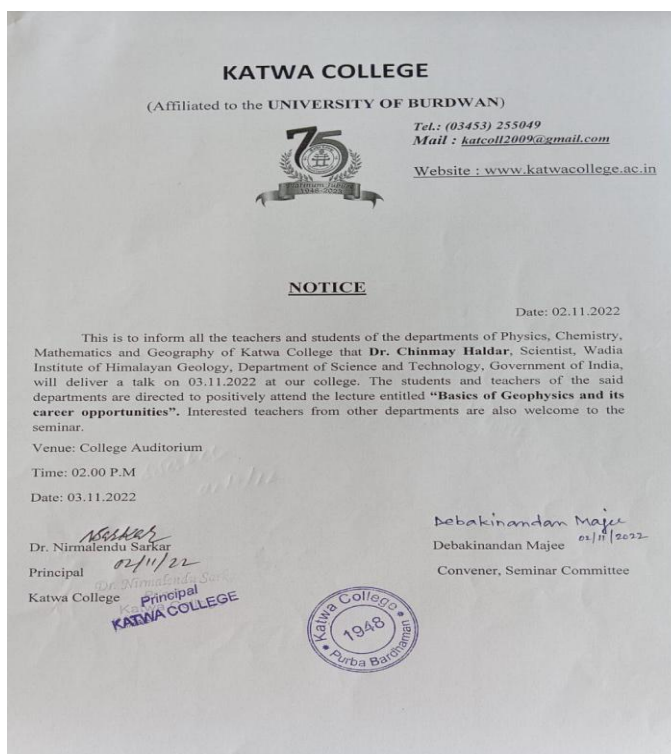 KATWA COLLEGE
(Affiliated to the UNIVERSITY OF BURDWAN)
75
Platinum Jubilee
1948-2023
Tel.: (03453) 255049
Mail : katcoll2009@gmail.com
Website : www.katwacollege.ac.in
NOTICE
Date: 02.11.2022
This is to inform all the teachers and students of the departments of Physics, Chemistry,
Mathematics and Geography of Katwa College that Dr. Chinmay Haldar, Scientist, Wadia
Institute of Himalayan Geology, Department of Science and Technology, Government of India,
will deliver a talk on 03.11.2022 at our college. The students and teachers of the said
departments are directed to positively attend the lecture entitled “Basics of Geophysics and its
career opportunities”. Interested teachers from other departments are also welcome to the
seminar.
Venue: College Auditorium
Time: 02.00 P.M
Date: 03.11.2022
NSarkar
Dr. Nirmalendu Sarkar
02/11/22
Principal
Katwa College
Principal
KATWA COLLEGE
Debakinandan Majee
02/11/2022
Debakinandan Majee
Convener, Seminar Committee
Katwa College
1948
Purba Bardhaman